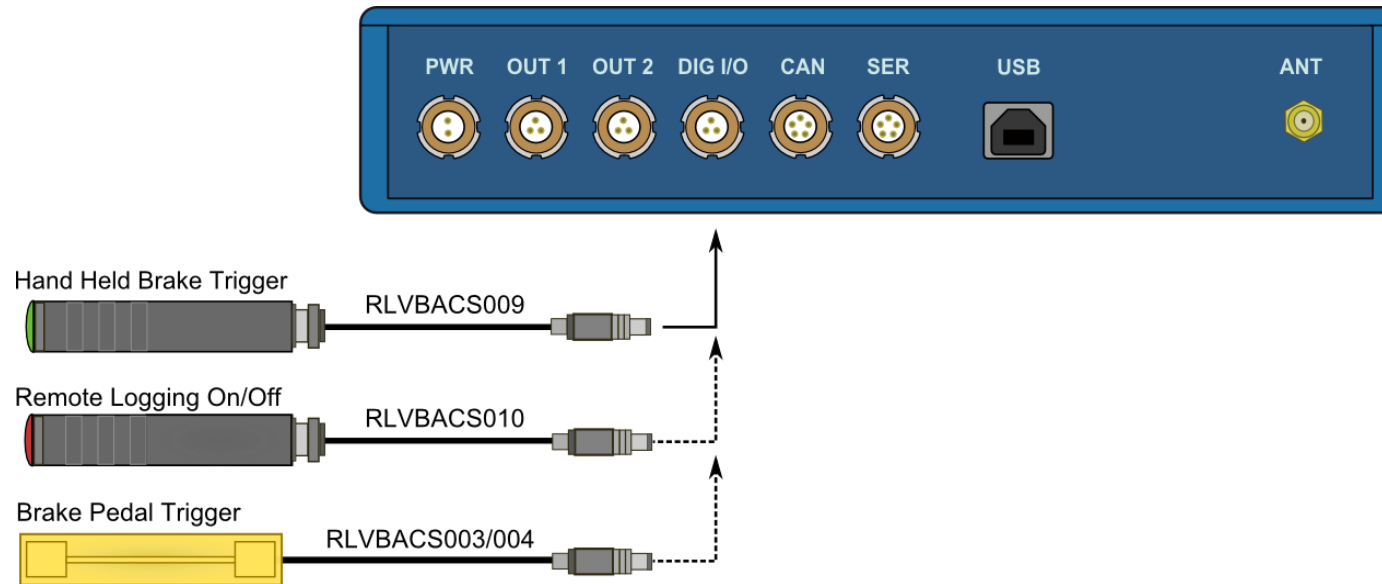 PWR OUT 1 OUT 2 DIG I/O CAN SER USB ANT
Hand Held Brake Trigger
RLVBACS009
Remote Logging On/Off
RLVBACS010
Brake Pedal Trigger
RLVBACS003/004